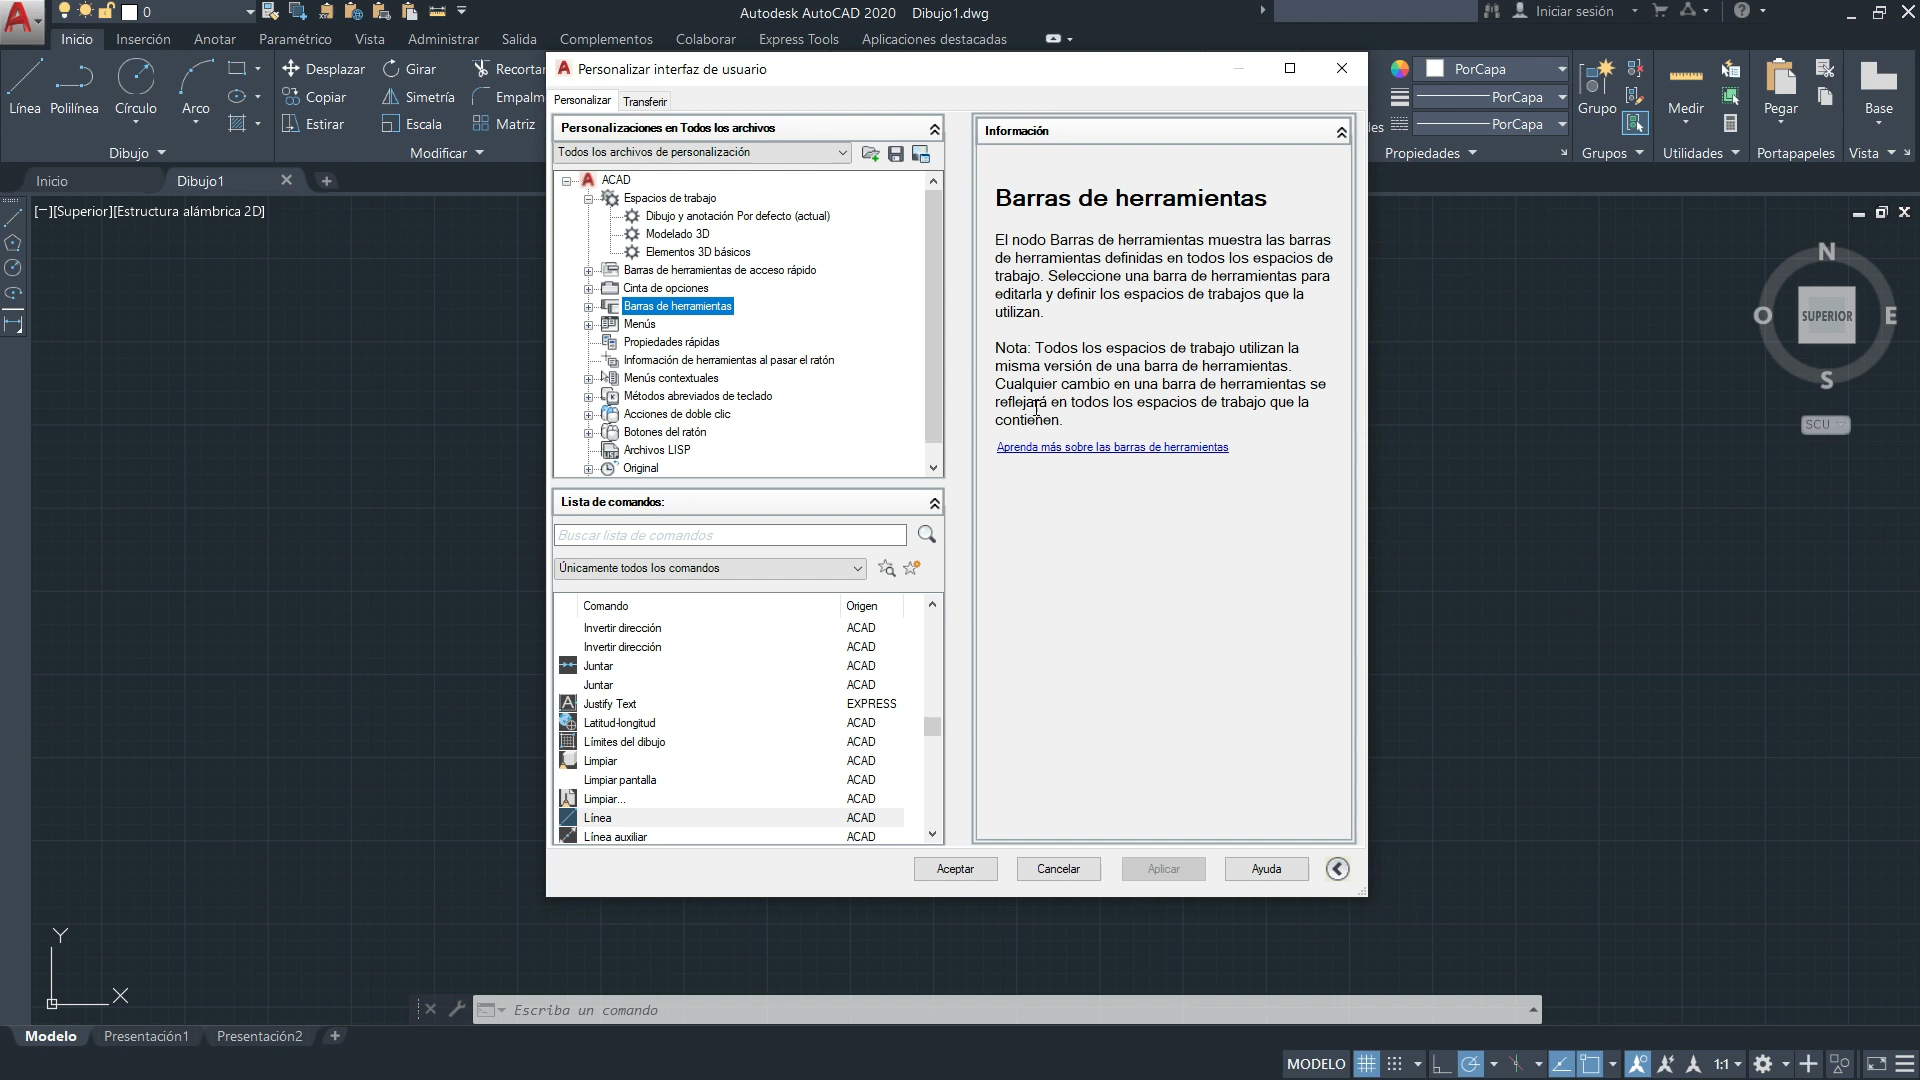 0
Autodesk AutoCAD 2020 Dibujo1.dwg
Iniciar sesión
Inicio
Inserción
Anotar
Paramétrico
Vista
Administrar
Salida
Complementos
Colaborar
Express Tools
Aplicaciones destacadas
Línea
Polilínea
Círculo
Arco
Dibujo
Desplazar
Copiar
Estirar
Girar
Simetría
Escala
Recortar
Empalm
Matriz
Modificar
PorCapa
PorCapa
PorCapa
les
Propiedades
Grupo
Grupos
Medir
Utilidades
Pegar
Portapapeles
Base
Vista
Inicio
Dibujo1
[−][Superior][Estructura alámbrica 2D]
Personalizar interfaz de usuario
Personalizar
Transferir
Personalizaciones en Todos los archivos
Todos los archivos de personalización
ACAD
Espacios de trabajo
Dibujo y anotación Por defecto (actual)
Modelado 3D
Elementos 3D básicos
Barras de herramientas de acceso rápido
Cinta de opciones
Barras de herramientas
Menús
Propiedades rápidas
Información de herramientas al pasar el ratón
Menús contextuales
Métodos abreviados de teclado
Acciones de doble clic
Botones del ratón
Archivos LISP
Original
Lista de comandos:
Buscar lista de comandos
Únicamente todos los comandos
Comando Origen
Invertir dirección ACAD
Invertir dirección ACAD
Juntar ACAD
Juntar ACAD
Justify Text EXPRESS
Latitud-longitud ACAD
Límites del dibujo ACAD
Limpiar ACAD
Limpiar pantalla ACAD
Limpiar... ACAD
Línea ACAD
Línea auxiliar ACAD
Información
Barras de herramientas
El nodo Barras de herramientas muestra las barras
de herramientas definidas en todos los espacios de
trabajo. Seleccione una barra de herramientas para
editarla y definir los espacios de trabajos que la
utilizan.
Nota: Todos los espacios de trabajo utilizan la
misma versión de una barra de herramientas.
Cualquier cambio en una barra de herramientas se
reflejará en todos los espacios de trabajo que la
contienen.
Aprenda más sobre las barras de herramientas
Aceptar
Cancelar
Aplicar
Ayuda
N
O
SUPERIOR
E
S
SCU
Y
X
Escriba un comando
Modelo
Presentación1
Presentación2
MODELO
1:1